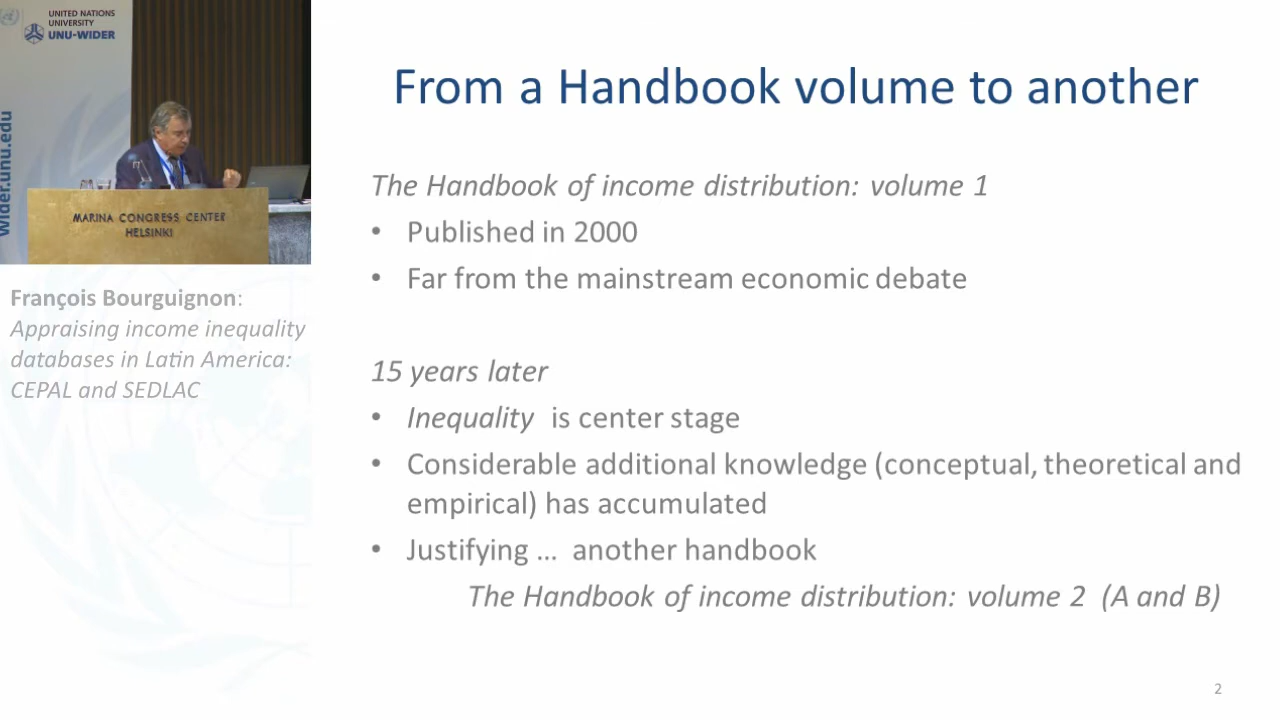 UNITED NATIONS
UNIVERSITY
UNU-WIDER
wider.unu.edu
MARINA CONGRESS CENTER
HELSINKI
François Bourguignon:
Appraising income inequality
databases in Latin America:
CEPAL and SEDLAC
From a Handbook volume to another
The Handbook of income distribution: volume 1
• Published in 2000
• Far from the mainstream economic debate
15 years later
• Inequality is center stage
• Considerable additional knowledge (conceptual, theoretical and
empirical) has accumulated
• Justifying … another handbook
The Handbook of income distribution: volume 2 (A and B)
2